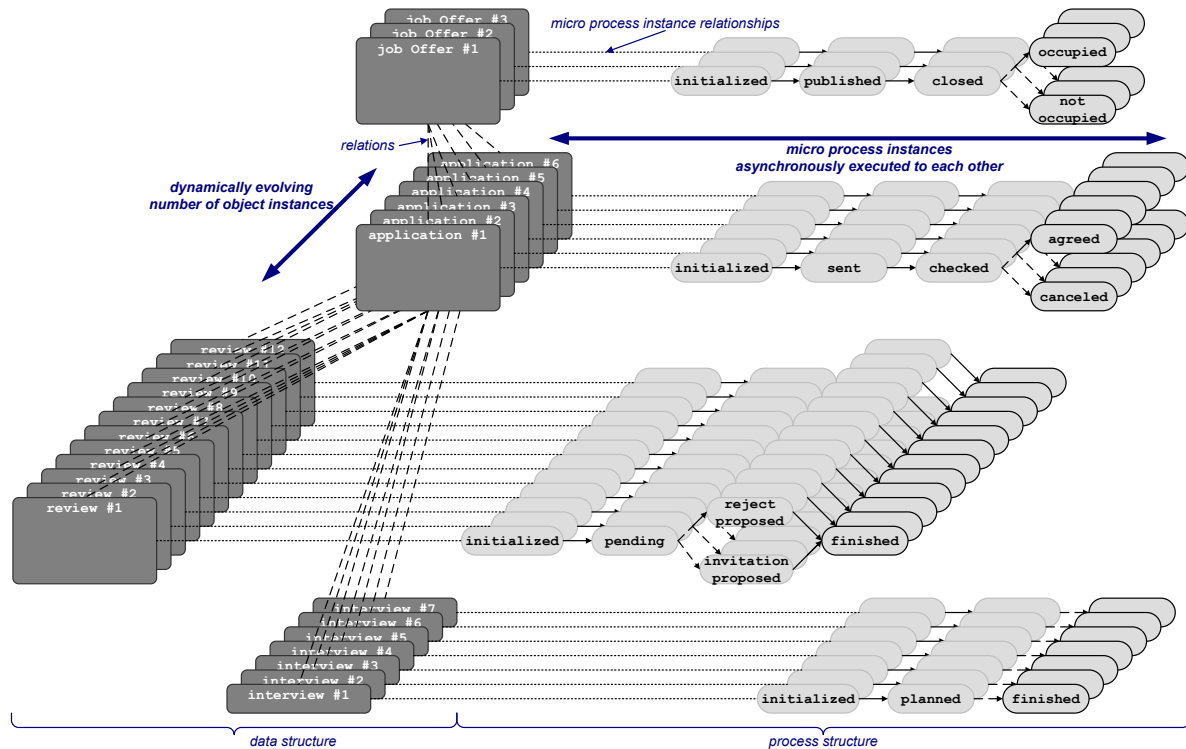 job Offer #3
job Offer #2
job Offer #1
micro process instance relationships
initialized
published
closed
occupied
not
occupied
relations
micro process instances
asynchronously executed to each other
dynamically evolving
number of object instances
application #6
application #5
application #4
application #3
application #2
application #1
initialized
sent
checked
agreed
canceled
review #12
review #11
review #10
review #9
review #8
review #5
review #4
review #3
review #2
review #1
initialized
pending
reject
proposed
invitation
proposed
finished
interview #7
interview #6
interview #5
interview #4
interview #3
interview #2
interview #1
initialized
planned
finished
data structure
process structure